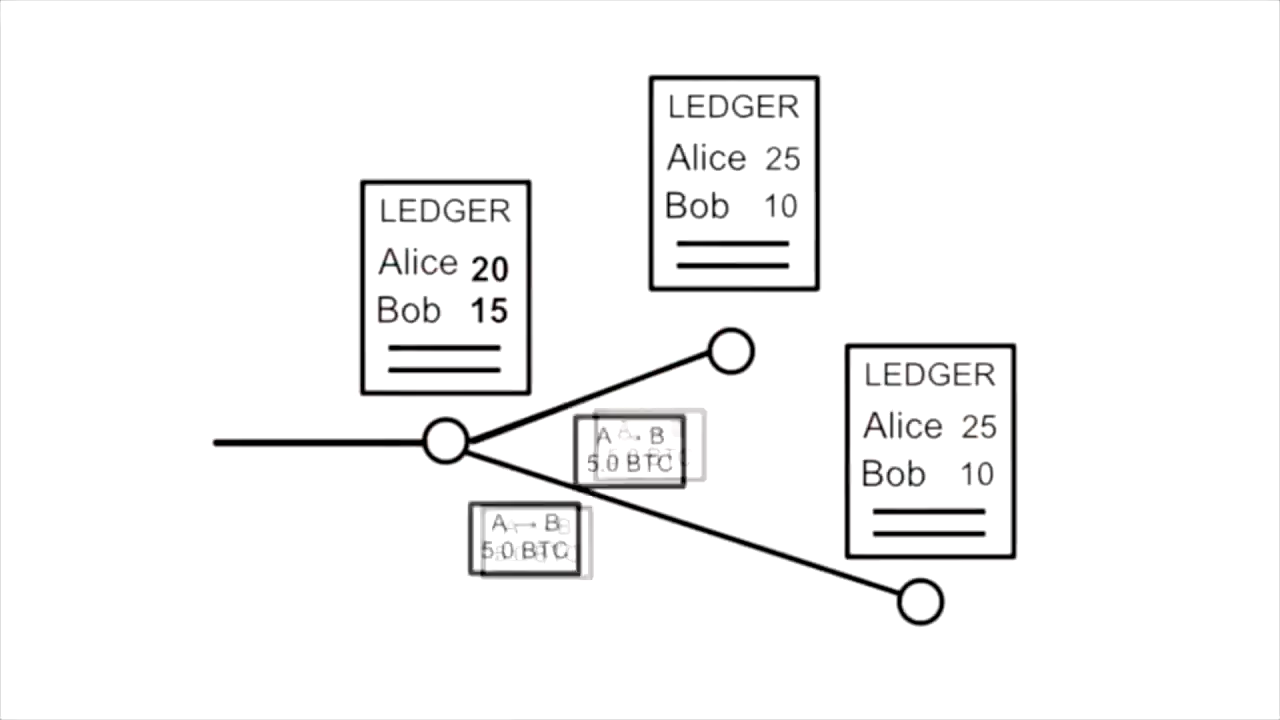 LEDGER
Alice 25
Bob 10
LEDGER
Alice 20
Bob 15
LEDGER
Alice 25
Bob 10
A → B
5.0 BTC
A → B
5.0 BTC